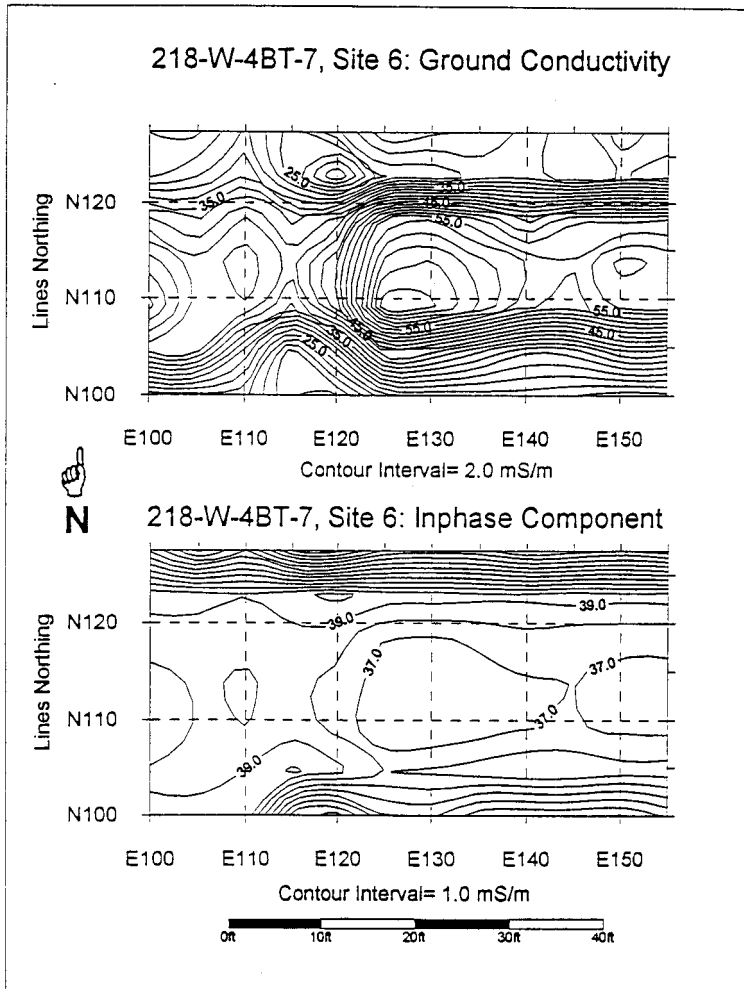 218-W-4BT-7, Site 6: Ground Conductivity
Lines Northing
N120
N110
N100
25.0
35.0
35.0
45.0
55.0
45.0
35.0
25.0
55.0
55.0
45.0
E100 E110 E120 E130 E140 E150
Contour Interval= 2.0 mS/m
N
218-W-4BT-7, Site 6: Inphase Component
Lines Northing
N120
N110
N100
39.0
39.0
37.0
37.0
37.0
39.0
E100 E110 E120 E130 E140 E150
Contour Interval= 1.0 mS/m
0ft 10ft 20ft 30ft 40ft